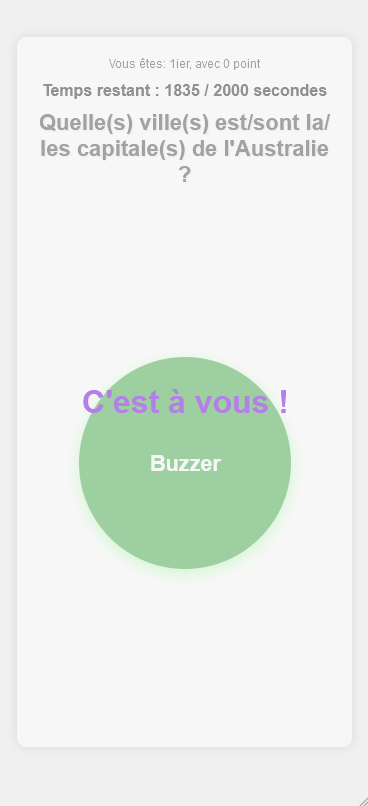 Vous êtes: 1ier, avec 0 point
Temps restant : 1835 / 2000 secondes
Quelle(s) ville(s) est/sont la/
les capitale(s) de l'Australie
?
C'est à vous !
Buzzer